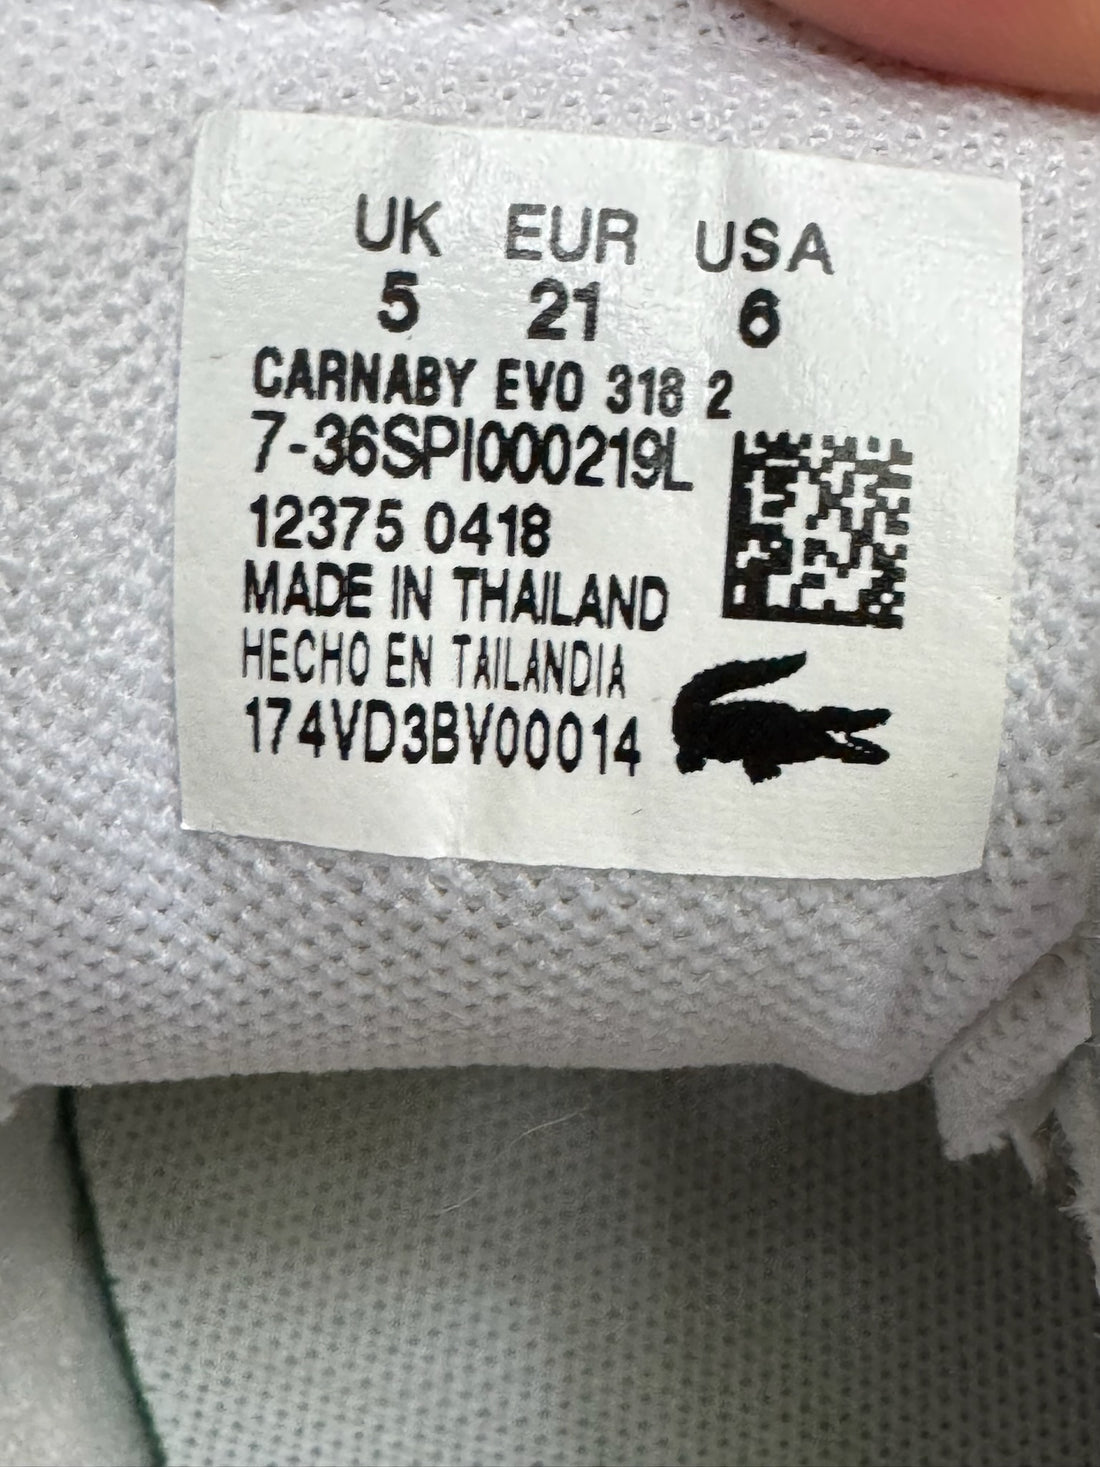 UK EUR USA
5 21 6
CARNABY EVO 318 2
7-36SPI000219L
12375 0418
MADE IN THAILAND
HECHO EN TAILANDIA
174VD3BV00014